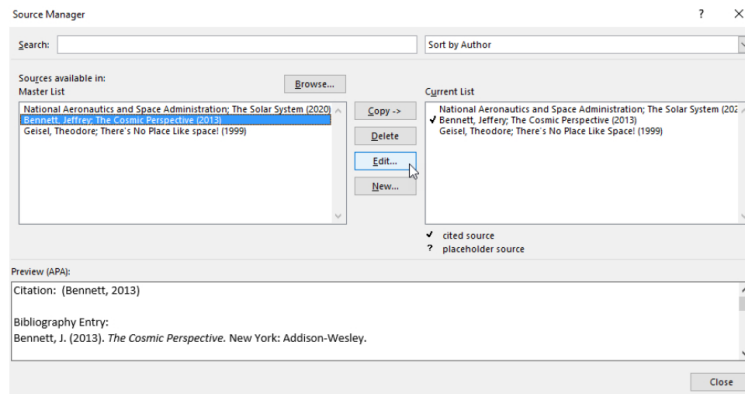 Source Manager
? X
Search:
Sort by Author
Sources available in:
Master List
Browse...
National Aeronautics and Space Administration; The Solar System (2020)
Bennett, Jeffrey; The Cosmic Perspective (2013)
Geisel, Theodore; There's No Place Like space! (1999)
Copy ->
Delete
Edit...
New...
Current List
National Aeronautics and Space Administration; The Solar System (202
✓ Bennett, Jeffery; The Cosmic Perspective (2013)
Geisel, Theodore; There's No Place Like Space! (1999)
✓ cited source
? placeholder source
Preview (APA):
Citation: (Bennett, 2013)
Bibliography Entry:
Bennett, J. (2013). The Cosmic Perspective. New York: Addison-Wesley.
Close